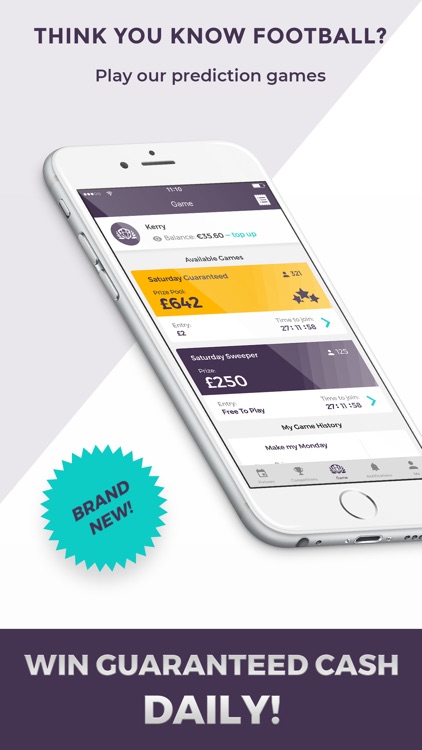 THINK YOU KNOW FOOTBALL?
Play our prediction games
11:10
Game
Kerry
Balance: €35.60 – top up
Available Games
Saturday Guaranteed
321
Prize Pool:
£642
Entry:
£2
Time to join:
27:11:58
Saturday Sweeper
125
Prize:
£250
Entry:
Free To Play
Time to join:
27:11:58
My Game History
Make my Monday
Competitions
Game
Notifications
BRAND
NEW!
WIN GUARANTEED CASH
DAILY!